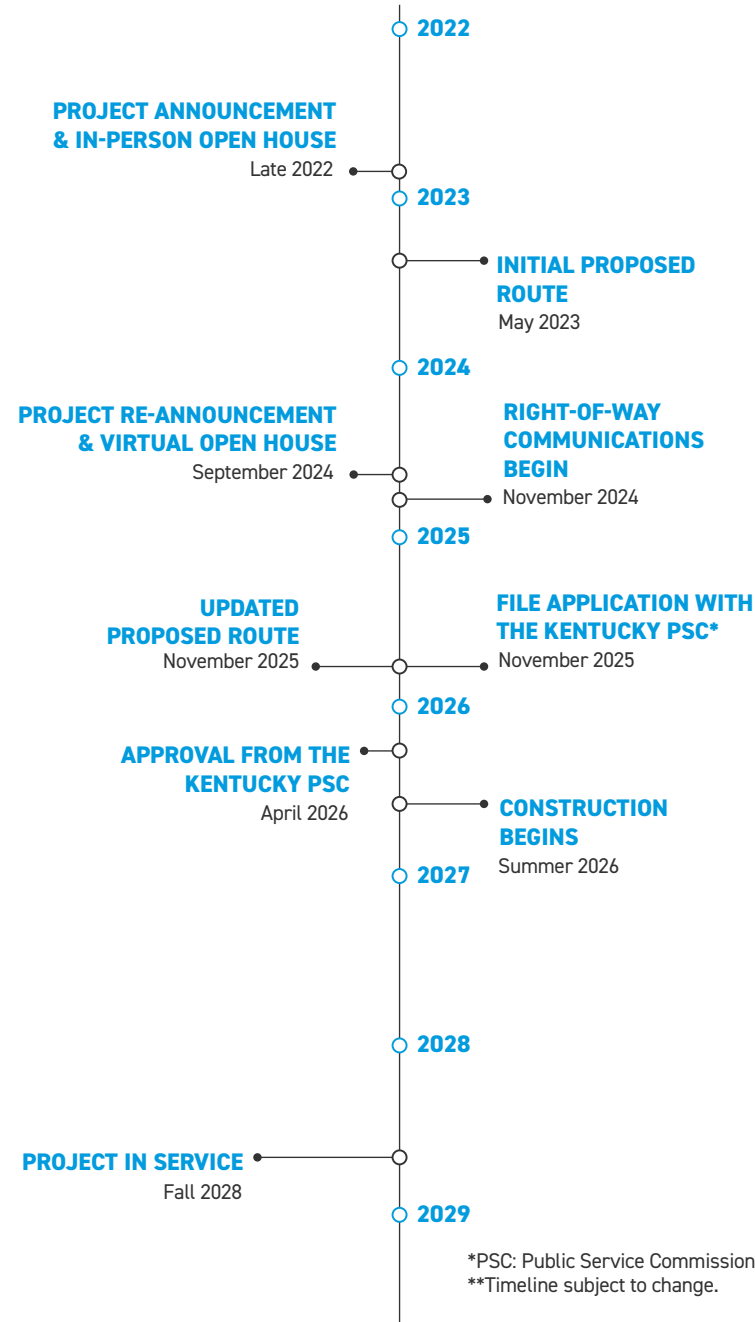 2022
PROJECT ANNOUNCEMENT
& IN-PERSON OPEN HOUSE
Late 2022
2023
INITIAL PROPOSED
ROUTE
May 2023
2024
PROJECT RE-ANNOUNCEMENT
& VIRTUAL OPEN HOUSE
September 2024
RIGHT-OF-WAY
COMMUNICATIONS
BEGIN
November 2024
2025
UPDATED
PROPOSED ROUTE
November 2025
FILE APPLICATION WITH
THE KENTUCKY PSC*
November 2025
2026
APPROVAL FROM THE
KENTUCKY PSC
April 2026
CONSTRUCTION
BEGINS
Summer 2026
2027
2028
PROJECT IN SERVICE
Fall 2028
2029
*PSC: Public Service Commission
**Timeline subject to change.